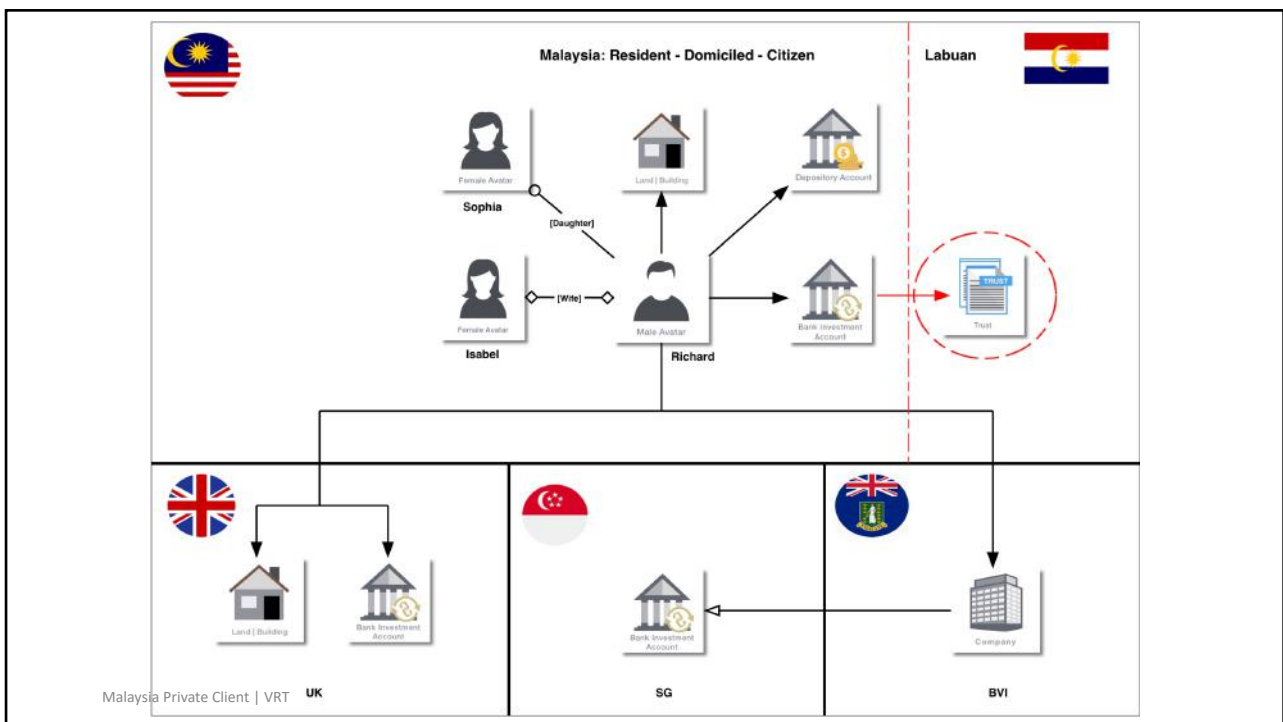 Malaysia: Resident - Domiciled - Citizen
Labuan
Female Avatar
Sophia
Land | Building
Depository Account
[Daughter]
[Wife]
Female Avatar
Isabel
Male Avatar
Richard
Bank Investment
Account
TRUST
Trust
Land | Building
Bank Investment
Account
Bank Investment
Account
Company
Malaysia Private Client | VRT
UK
SG
BVI